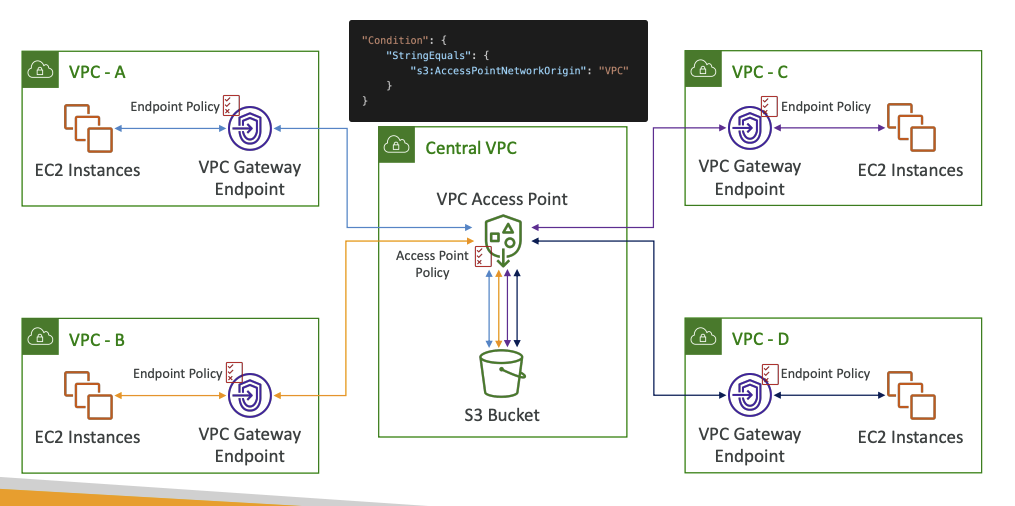 "Condition": {
"StringEquals": {
"s3:AccessPointNetworkOrigin": "VPC"
}
}
VPC - A
Endpoint Policy
EC2 Instances
VPC Gateway
Endpoint
Central VPC
VPC Access Point
Access Point
Policy
S3 Bucket
VPC - C
Endpoint Policy
VPC Gateway
Endpoint
EC2 Instances
VPC - B
Endpoint Policy
EC2 Instances
VPC Gateway
Endpoint
VPC - D
Endpoint Policy
VPC Gateway
Endpoint
EC2 Instances